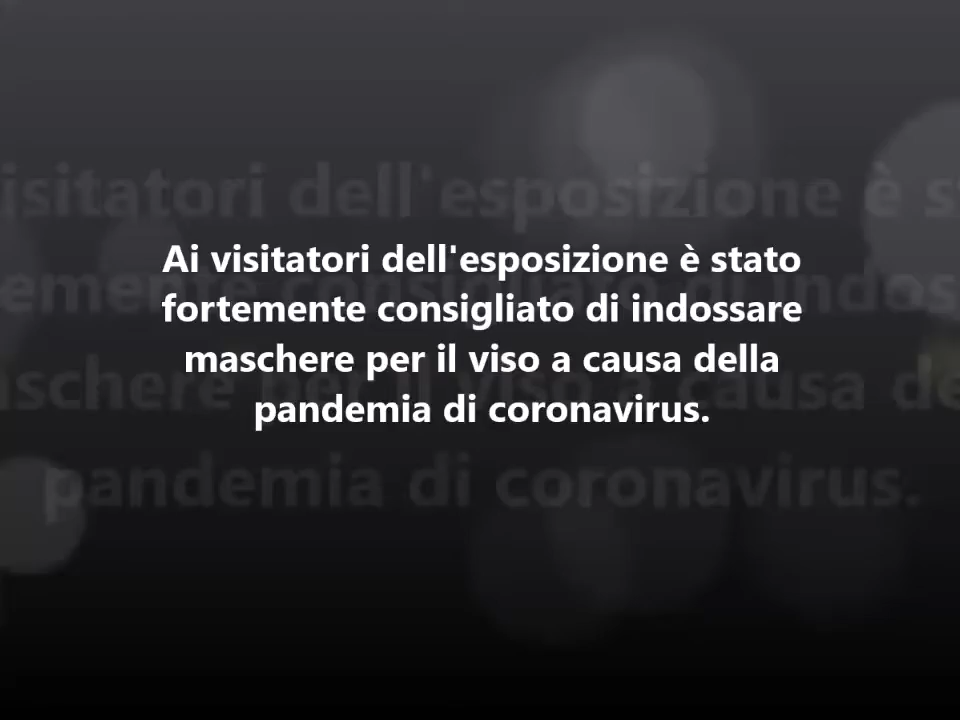 Ai visitatori dell'esposizione è stato
fortemente consigliato di indossare
maschere per il viso a causa della
pandemia di coronavirus.